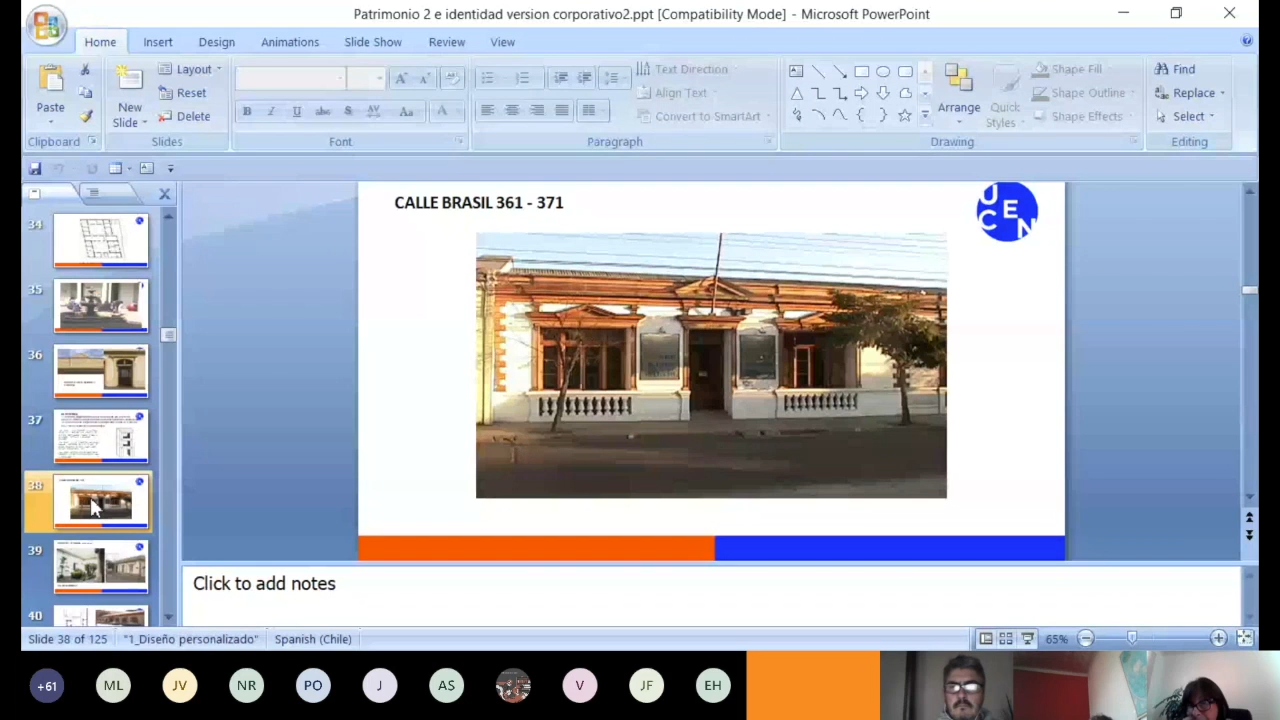 Patrimonio 2 e identidad version corporativo2.ppt [Compatibility Mode] - Microsoft PowerPoint
Home Insert Design Animations Slide Show Review View
Paste
Clipboard
New Slide
Layout
Reset
Delete
Slides
B I U abc S AV Aa A
Font
Text Direction
Align Text
Convert to SmartArt
Paragraph
Arrange
Quick Styles
Shape Fill
Shape Outline
Shape Effects
Drawing
Find
Replace
Select
Editing
34
35
36
37
38
39
40
CALLE BRASIL 361 - 371
UCEN
Click to add notes
Slide 38 of 125 "1_Diseño personalizado" Spanish (Chile) 65%
+61 ML JV NR PO J AS V JF EH